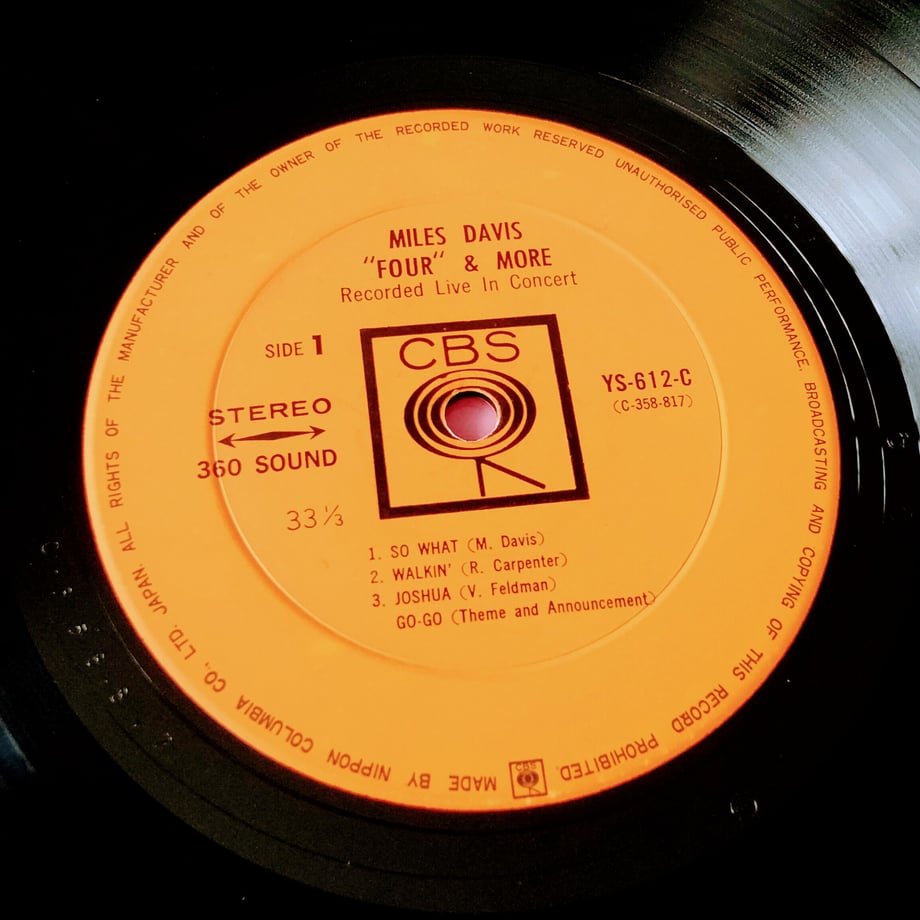 MILES DAVIS
"FOUR" & MORE
Recorded Live In Concert
SIDE 1
CBS
YS-612-C
(C-358-817)
STEREO
360 SOUND
33 1/3
1. SO WHAT (M. Davis)
2. WALKIN' (R. Carpenter)
3. JOSHUA (V. Feldman)
GO-GO (Theme and Announcement)
MADE BY NIPPON COLUMBIA CO., LTD. JAPAN. ALL RIGHTS OF THE MANUFACTURER AND OF THE OWNER OF THE RECORDED WORK RESERVED UNAUTHORISED PUBLIC PERFORMANCE, BROADCASTING AND COPYING OF THIS RECORD PROHIBITED
CBS